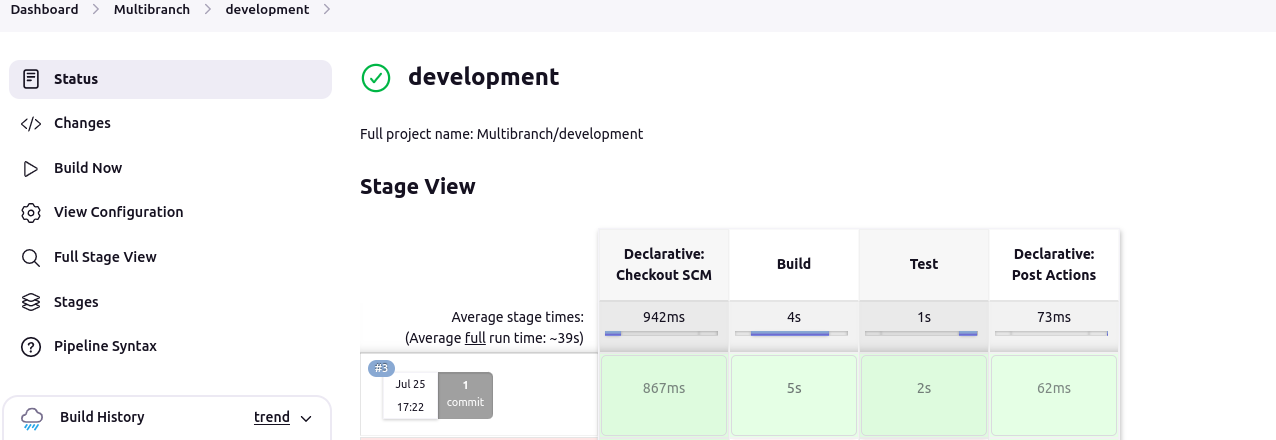 Dashboard > Multibranch > development >
Status
Changes
Build Now
View Configuration
Full Stage View
Stages
Pipeline Syntax
Build History trend
development
Full project name: Multibranch/development
Stage View
Declarative: Checkout SCM
Build
Test
Declarative: Post Actions
Average stage times:
(Average full run time: ~39s)
942ms
4s
1s
73ms
#3
Jul 25
17:22
1
commit
867ms
5s
2s
62ms